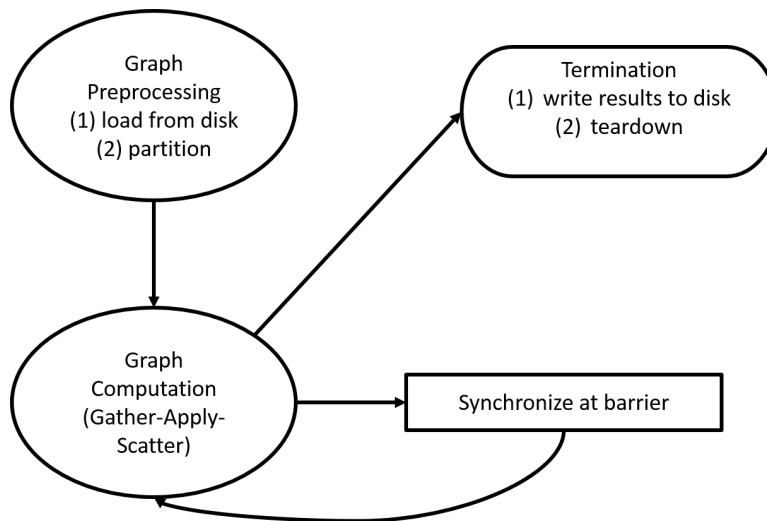 Graph
Preprocessing
(1) load from disk
(2) partition
Termination
(1) write results to disk
(2) teardown
Graph
Computation
(Gather-Apply-
Scatter)
Synchronize at barrier